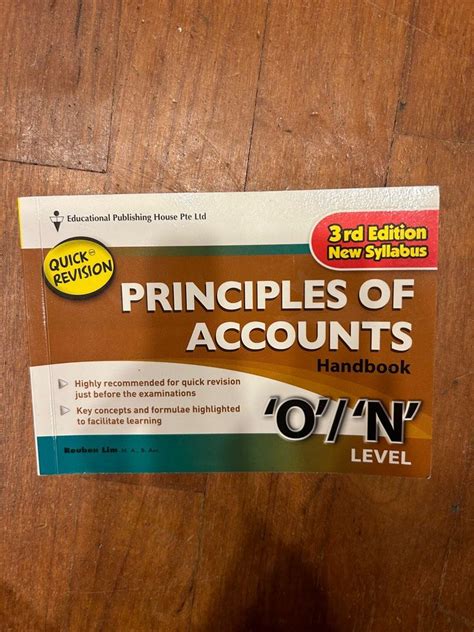 Educational Publishing House Pte Ltd
3rd Edition
New Syllabus
QUICK
REVISION
PRINCIPLES OF
ACCOUNTS
Handbook
Highly recommended for quick revision
just before the examinations
Key concepts and formulae highlighted
to facilitate learning
'O'/'N'
LEVEL
Reuben Lim